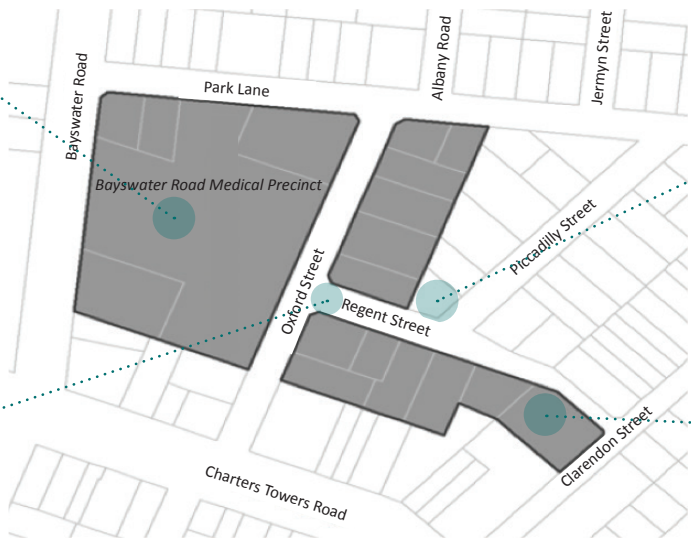 Albany Road
Jermyn Street
Bayswater Road
Park Lane
Bayswater Road Medical Precinct
Piccadilly Street
Oxford Street
Regent Street
Clarendon Street
Charters Towers Road